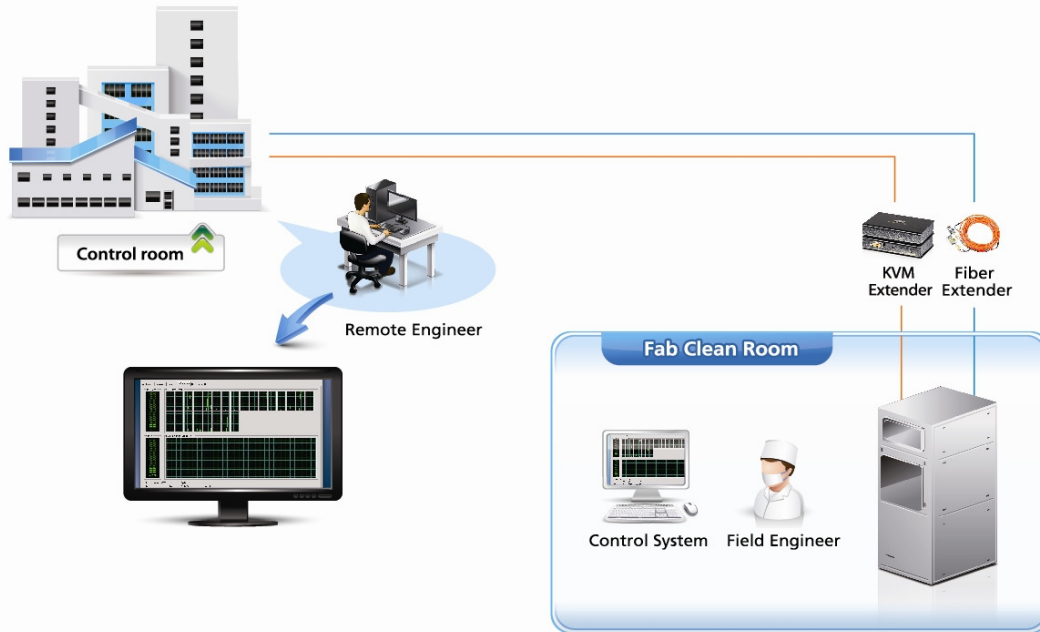 Control room
Remote Engineer
KVM
Extender
Fiber
Extender
Fab Clean Room
Control System
Field Engineer